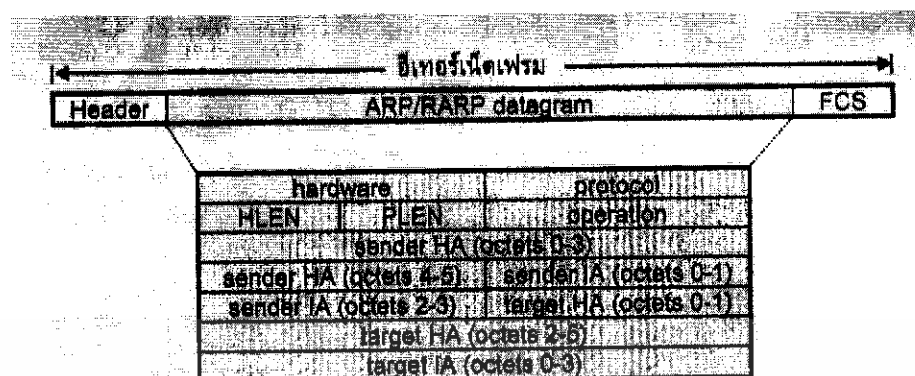 อีเทอร์เน็ตเฟรม
Header ARP/RARP datagram FCS
hardware protocol
HLEN PLEN operation
sender HA (octets 0-3)
sender HA (octets 4-5) sender IA (octets 0-1)
sender IA (octets 2-3) target HA (octets 0-1)
target HA (octets 2-5)
target IA (octets 0-3)